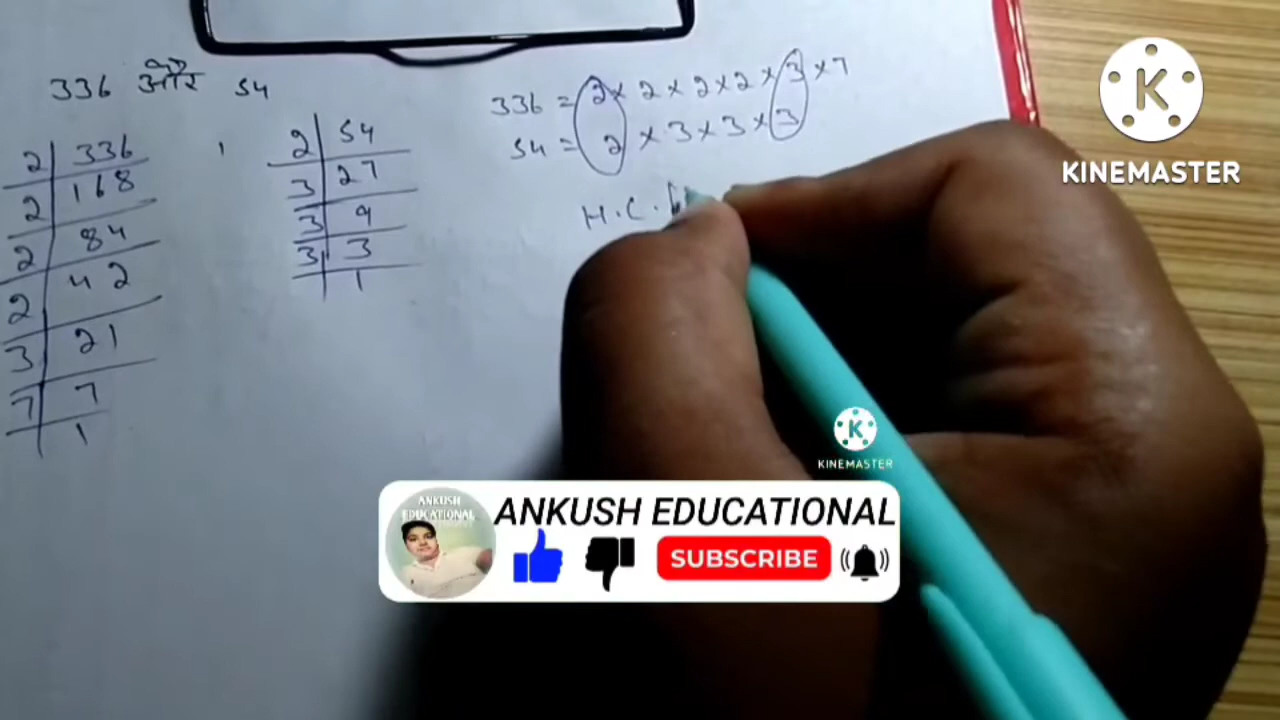 336 और 54
2 | 336
2 | 168
2 | 84
2 | 42
3 | 21
7 | 7
1
2 | 54
3 | 27
3 | 9
3 | 3
1
336 = 2 × 2 × 2 × 2 × 3 × 7
54 = 2 × 3 × 3 × 3
H.C.
KINEMASTER
KINEMASTER
ANKUSH EDUCATIONAL
ANKUSH EDUCATIONAL
SUBSCRIBE